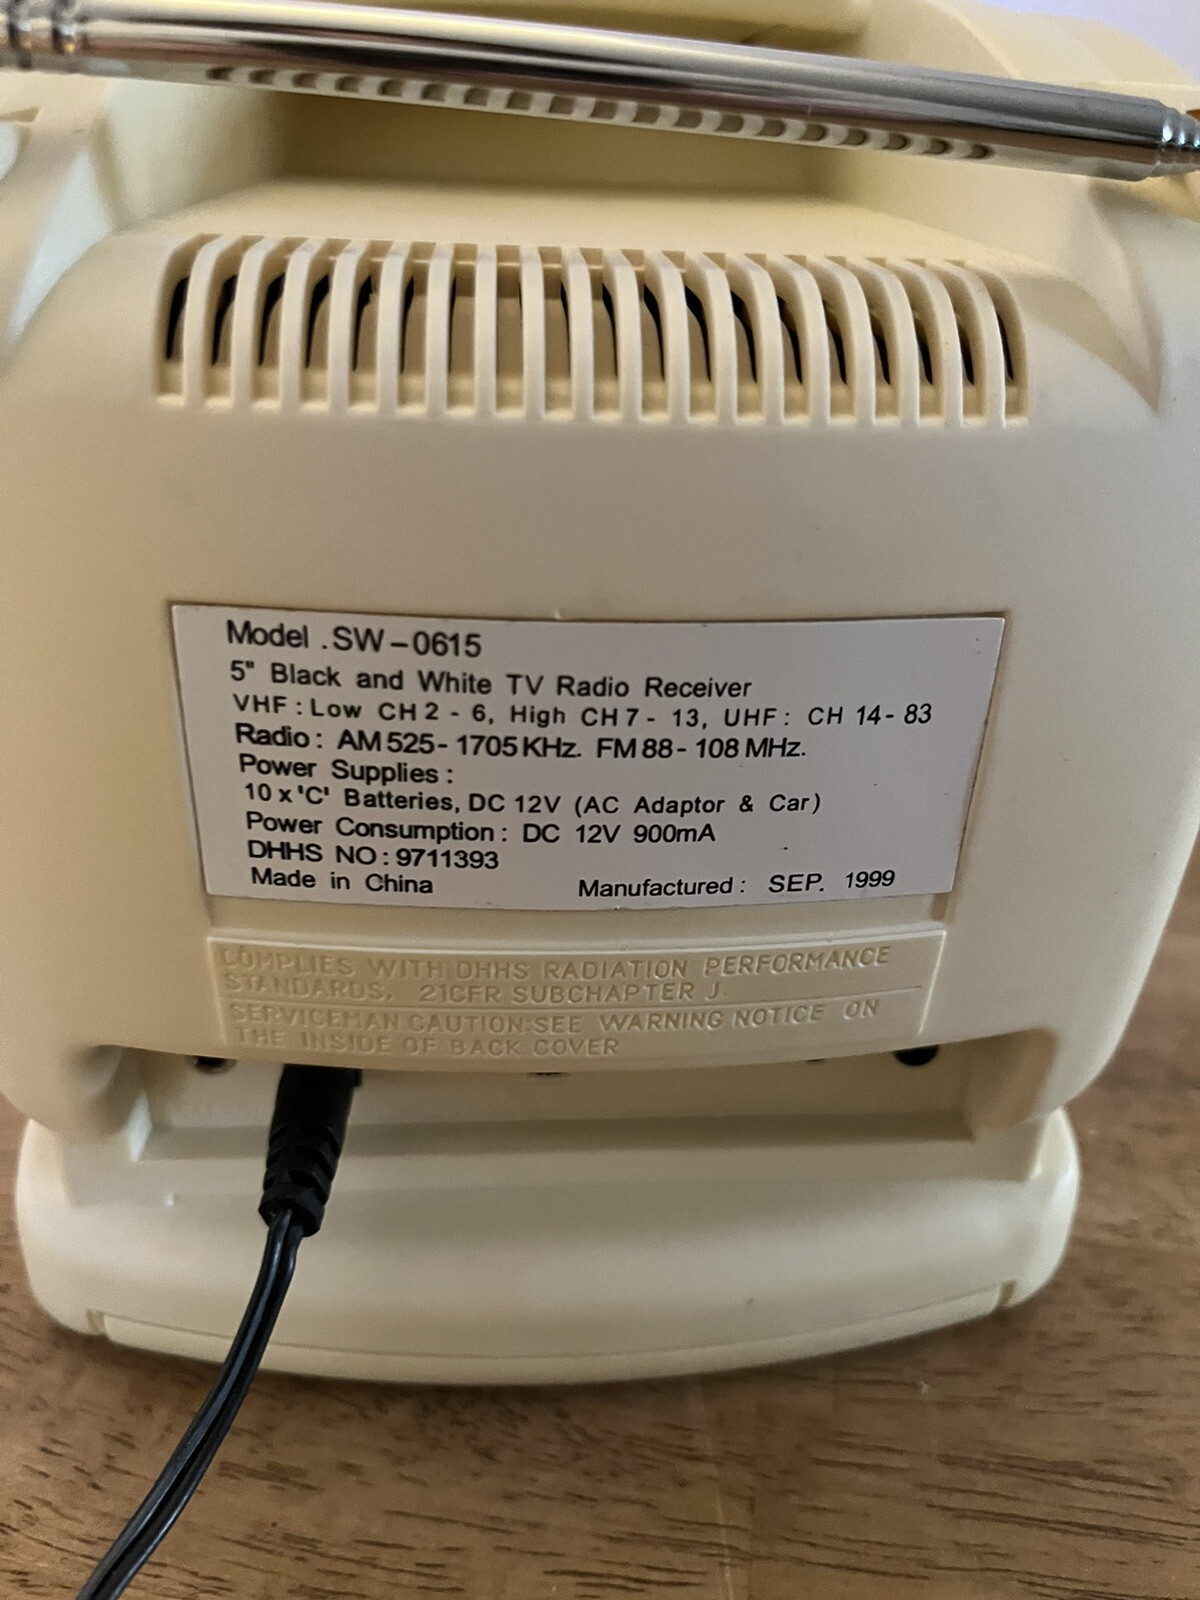 Model .SW-0615
5" Black and White TV Radio Receiver
VHF : Low CH 2 - 6, High CH 7 - 13, UHF : CH 14 - 83
Radio : AM 525 - 1705 KHz. FM 88 - 108 MHz.
Power Supplies :
10 x 'C' Batteries, DC 12V (AC Adaptor & Car)
Power Consumption : DC 12V 900mA
DHHS NO : 9711393
Made in China Manufactured : SEP. 1999
COMPLIES WITH DHHS RADIATION PERFORMANCE
STANDARDS, 21CFR SUBCHAPTER J.
SERVICEMAN CAUTION:SEE WARNING NOTICE ON
THE INSIDE OF BACK COVER